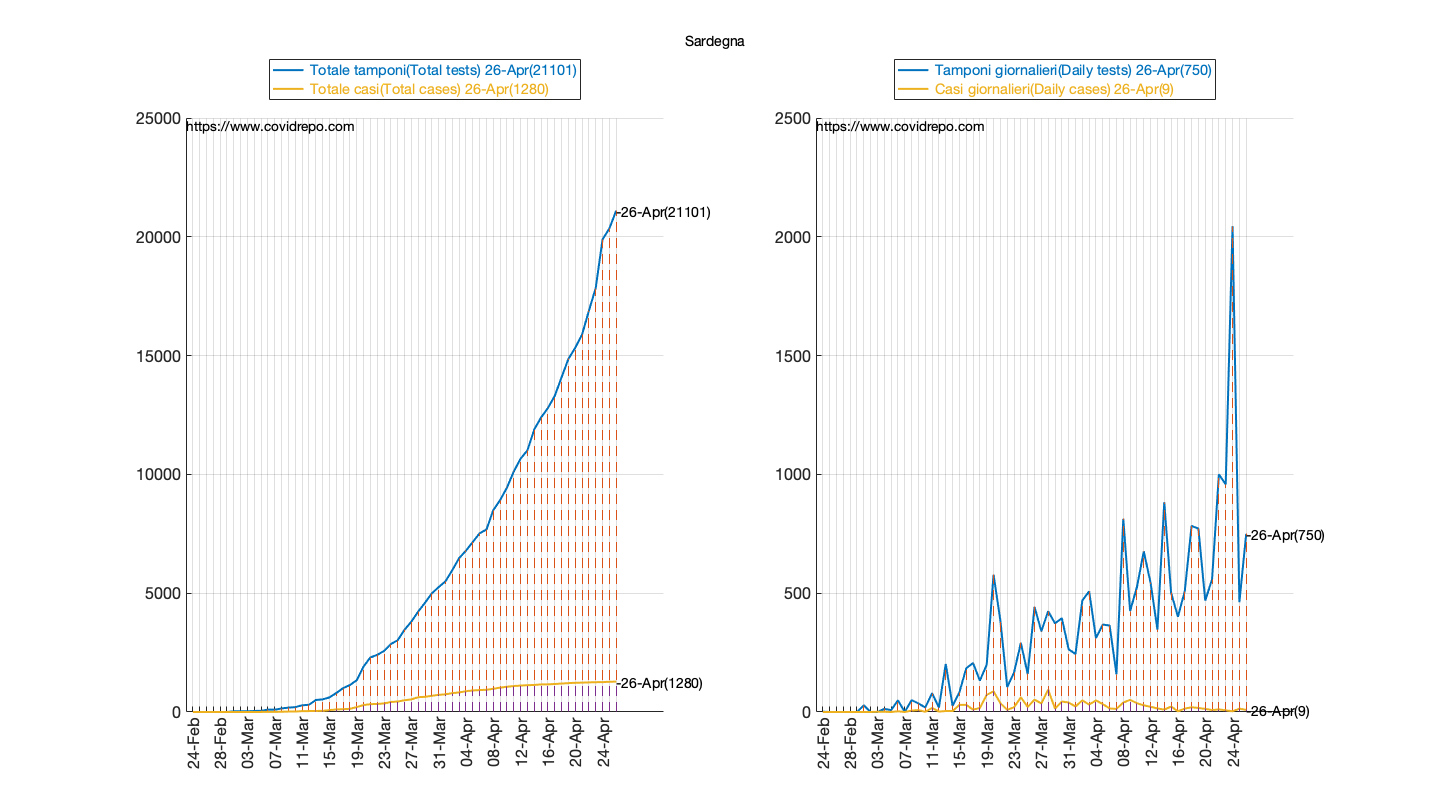 Sardegna
Totale tamponi(Total tests) 26-Apr(21101)
Totale casi(Total cases) 26-Apr(1280)
https://www.covidrepo.com
25000
20000
15000
10000
5000
0
26-Apr(21101)
26-Apr(1280)
24-Feb
28-Feb
03-Mar
07-Mar
11-Mar
15-Mar
19-Mar
23-Mar
27-Mar
31-Mar
04-Apr
08-Apr
12-Apr
16-Apr
20-Apr
24-Apr
Tamponi giornalieri(Daily tests) 26-Apr(750)
Casi giornalieri(Daily cases) 26-Apr(9)
https://www.covidrepo.com
2500
2000
1500
1000
500
0
26-Apr(750)
26-Apr(9)
24-Feb
28-Feb
03-Mar
07-Mar
11-Mar
15-Mar
19-Mar
23-Mar
27-Mar
31-Mar
04-Apr
08-Apr
12-Apr
16-Apr
20-Apr
24-Apr